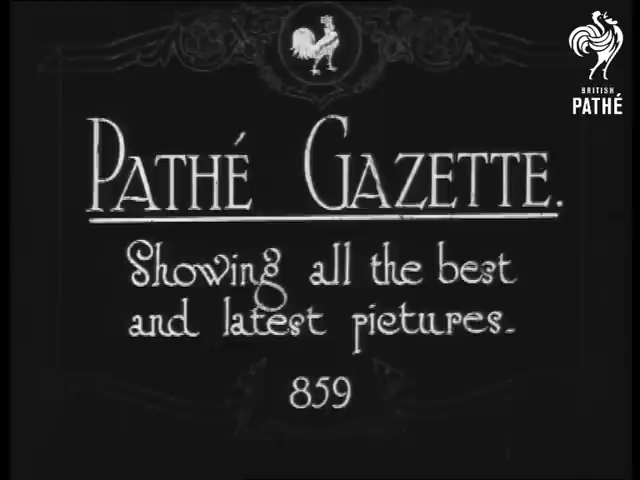 BRITISH
PATHÉ
PATHÉ GAZETTE.
Showing all the best
and latest pictures.
859